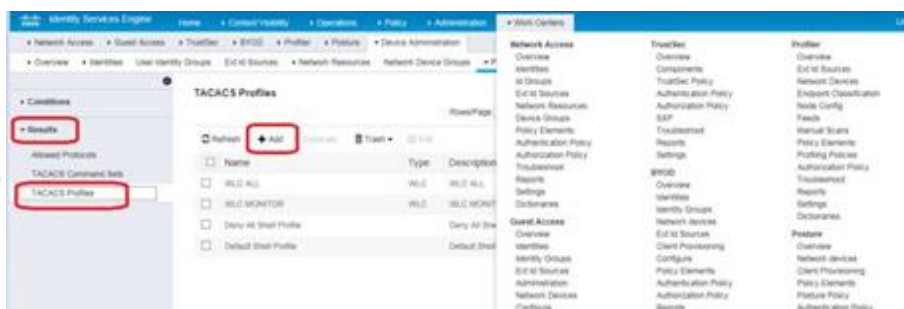 Identity Services Engine Home Context Visibility Operations Policy Administration Work Centers
Network Access Guest Access TrustSec BYOD Profiler Posture Device Administration
Overview Identities User Identity Groups Ext Id Sources Network Resources Network Device Groups
Conditions
Results
Allowed Protocols
TACACS Command Sets
TACACS Profiles
TACACS Profiles
Rows/Page
Refresh Add Trash
Name Type Description
WLC ALL WLC WLC ALL
WLC MONITOR WLC WLC MONIT
Deny All Shell Profile Deny All She
Default Shell Profile Default Shell
Network Access
Overview
Identities
Id Groups
Ext Id Sources
Network Resources
Device Groups
Policy Elements
Authentication Policy
Authorization Policy
Troubleshoot
Reports
Settings
Dictionaries
Guest Access
Overview
Identities
Identity Groups
Ext Id Sources
Administration
Network Devices
TrustSec
Overview
Components
TrustSec Policy
Authentication Policy
Authorization Policy
SXP
Troubleshoot
Reports
Settings
BYOD
Overview
Identities
Identity Groups
Network devices
Ext Id Sources
Client Provisioning
Configure
Policy Elements
Authentication Policy
Authorization Policy
Reports
Profiler
Overview
Ext Id Sources
Network Devices
Endpoint Classification
Node Config
Feeds
Manual Scans
Policy Elements
Profiling Policies
Authorization Policy
Troubleshoot
Reports
Settings
Dictionaries
Posture
Overview
Network devices
Client Provisioning
Policy Elements
Posture Policy
Authorization Policy